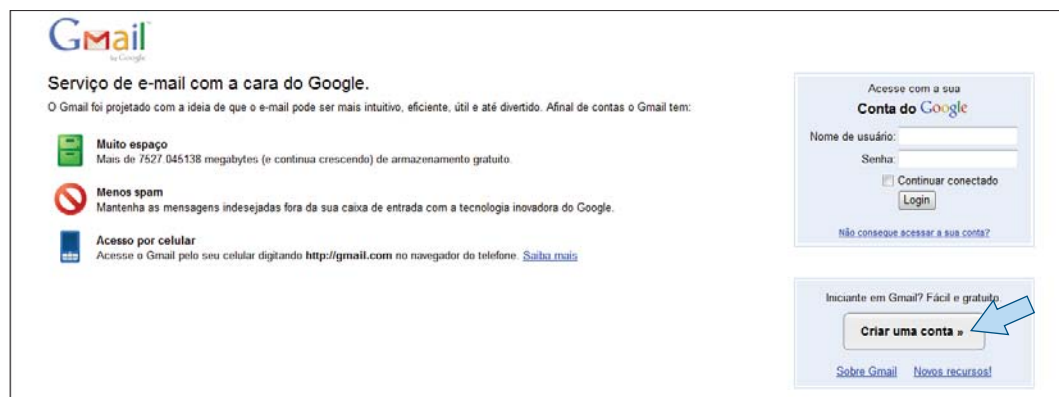 Gmail
by Google
Serviço de e-mail com a cara do Google.
O Gmail foi projetado com a ideia de que o e-mail pode ser mais intuitivo, eficiente, útil e até divertido. Afinal de contas o Gmail tem:
Muito espaço
Mais de 7527.045138 megabytes (e continua crescendo) de armazenamento gratuito.
Menos spam
Mantenha as mensagens indesejadas fora da sua caixa de entrada com a tecnologia inovadora do Google.
Acesso por celular
Acesse o Gmail pelo seu celular digitando http://gmail.com no navegador do telefone. Saiba mais
Acesse com a sua
Conta do Google
Nome de usuário:
Senha:
Continuar conectado
Login
Não consegue acessar a sua conta?
Iniciante em Gmail? Fácil e gratuito.
Criar uma conta »
Sobre Gmail Novos recursos!